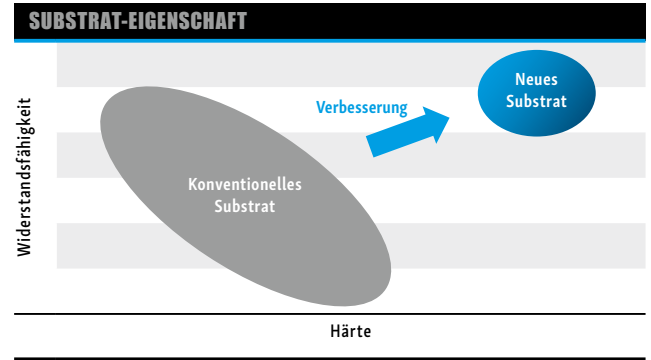 SUBSTRAT-EIGENSCHAFT
Neues
Substrat
Verbesserung
Konventionelles
Substrat
Widerstandsfähigkeit
Härte